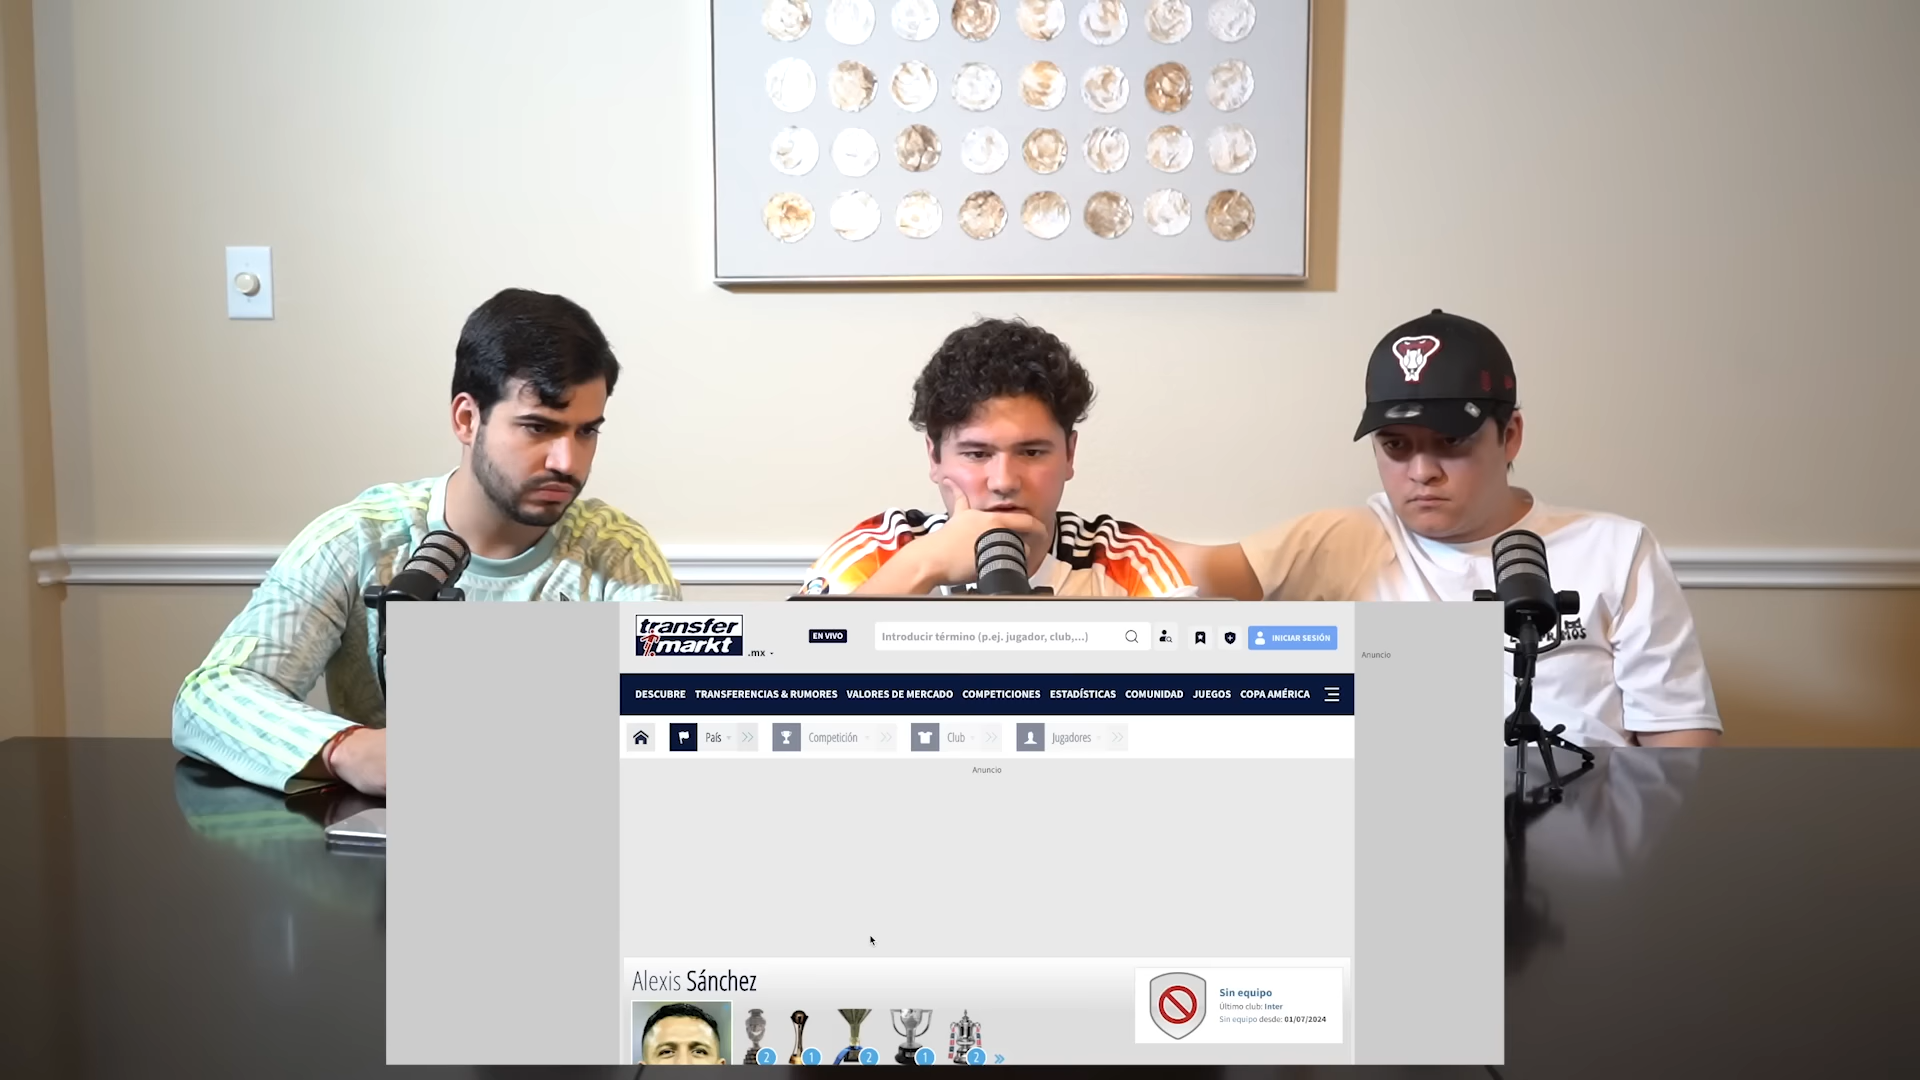 transfer
markt
.mx
EN VIVO
Introducir término (p.ej. jugador, club,...)
INICIAR SESIÓN
Anuncio
DESCUBRE TRANSFERENCIAS & RUMORES VALORES DE MERCADO COMPETICIONES ESTADÍSTICAS COMUNIDAD JUEGOS COPA AMÉRICA
País
Competición
Club
Jugadores
Anuncio
Alexis Sánchez
2 1 2 1 2
Sin equipo
Último club: Inter
Sin equipo desde: 01/07/2024